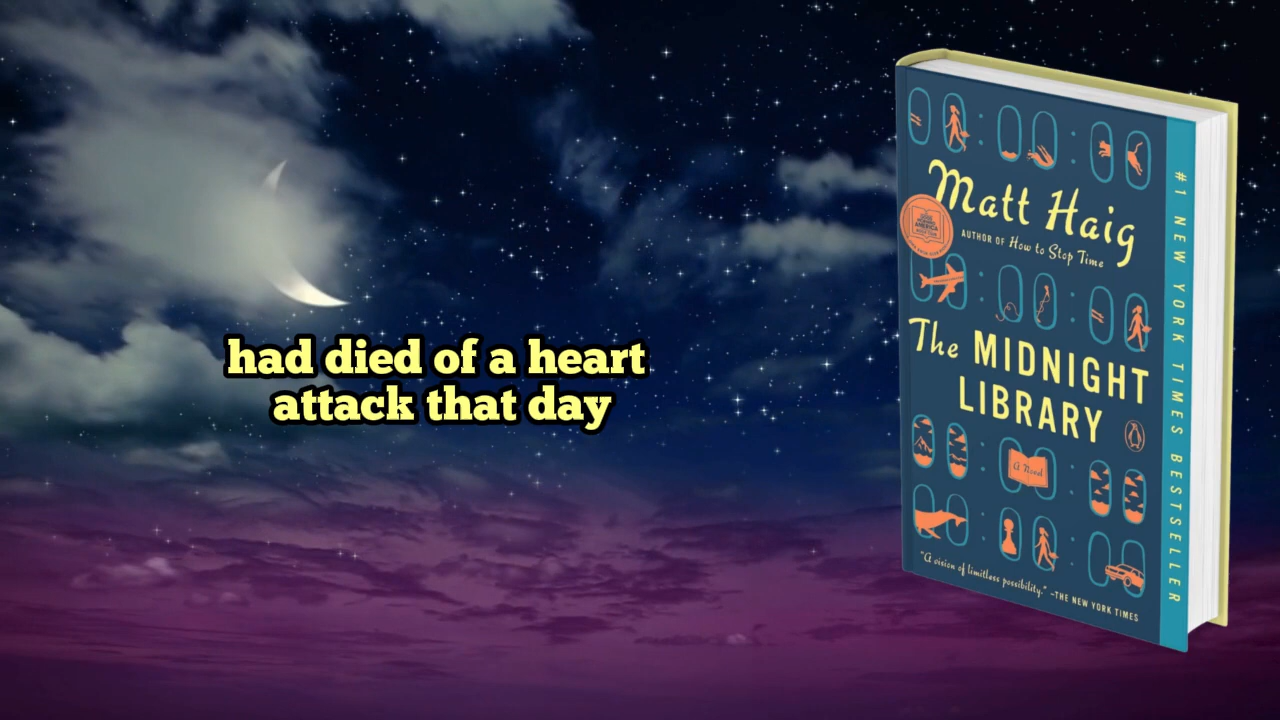 had died of a heart
attack that day
Matt Haig
AUTHOR OF How to Stop Time
The MIDNIGHT
LIBRARY
A Novel
"A vision of limitless possibility." –THE NEW YORK TIMES
#1 NEW YORK TIMES BESTSELLER